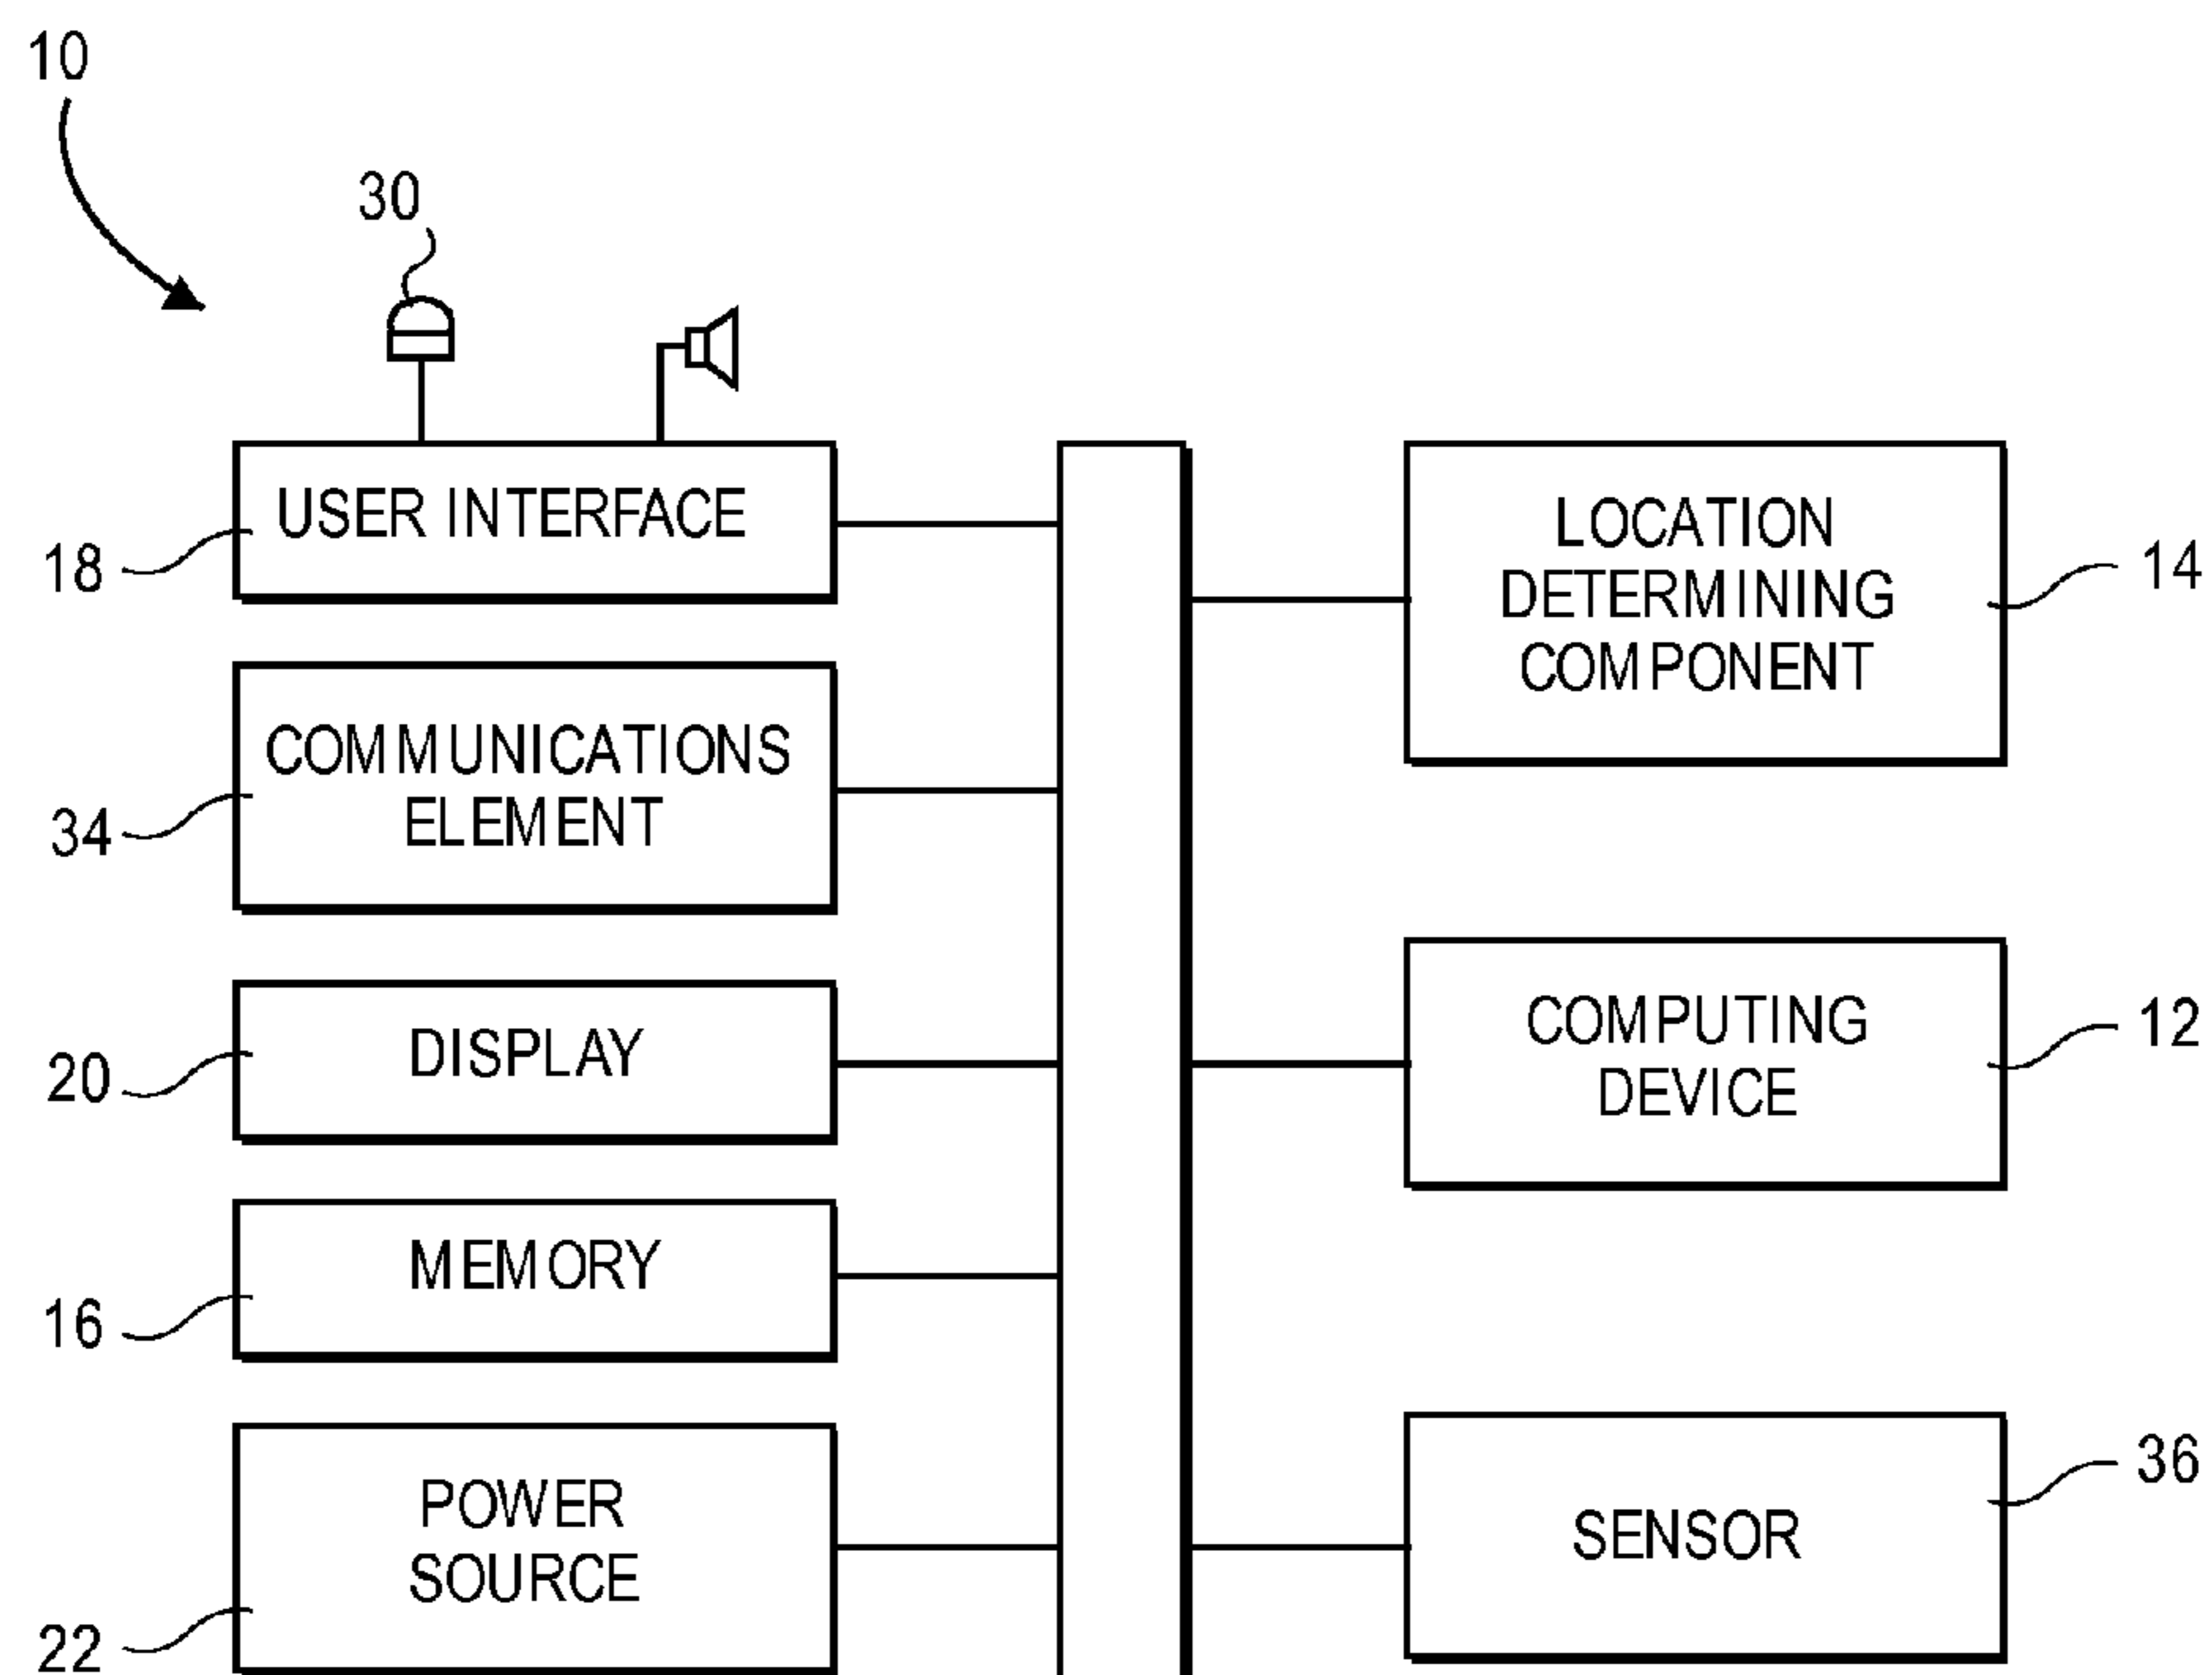 10
30
USER INTERFACE
18
LOCATION
DETERMINING
COMPONENT
14
COMMUNICATIONS
ELEMENT
34
DISPLAY
20
COMPUTING
DEVICE
12
MEMORY
16
POWER
SOURCE
22
SENSOR
36